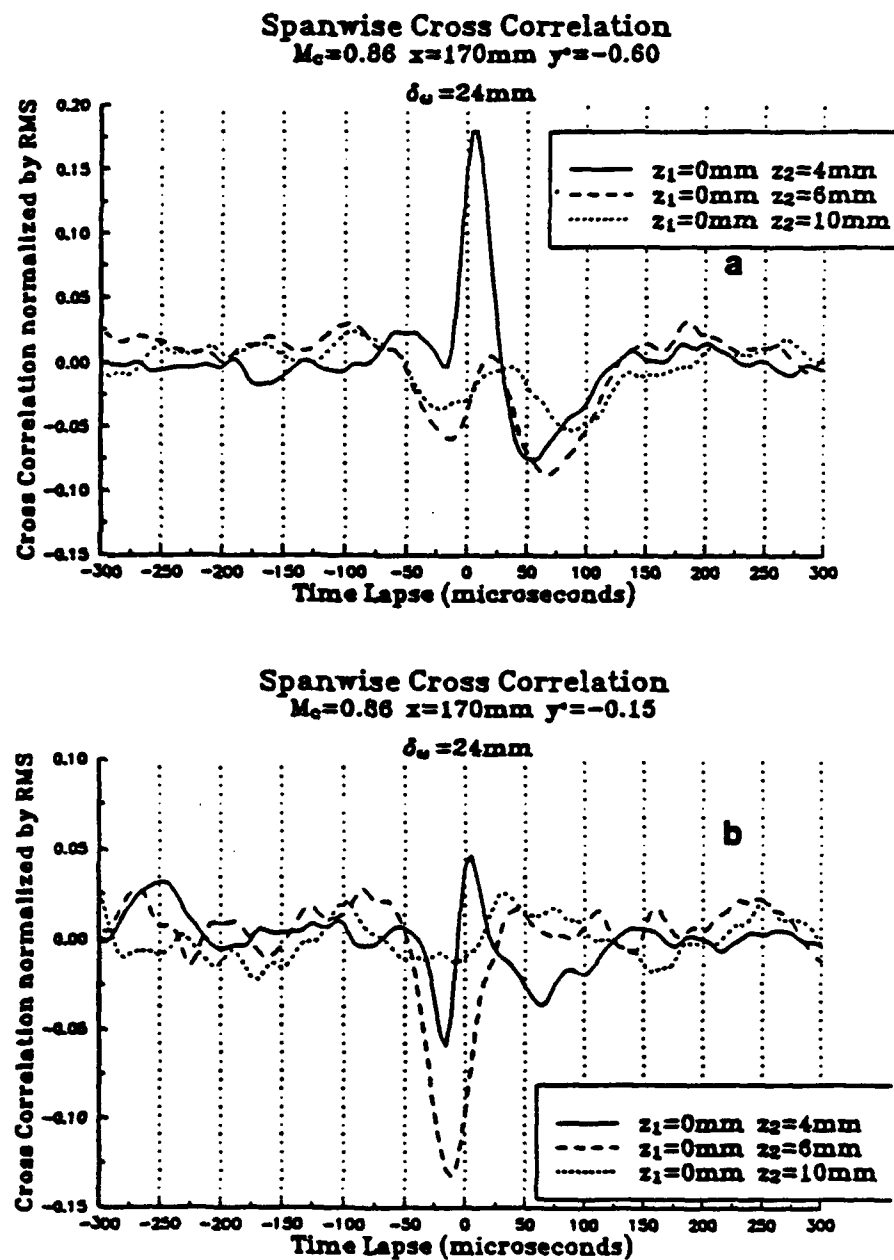 Spanwise Cross Correlation
Mc=0.86 x=170mm y*=-0.60
δω=24mm
Cross Correlation normalized by RMS
0.20
0.15
0.10
0.05
0.00
-0.05
-0.10
-0.15
z1=0mm z2=4mm
z1=0mm z2=6mm
z1=0mm z2=10mm
a
-300 -250 -200 -150 -100 -50 0 50 100 150 200 250 300
Time Lapse (microseconds)
Spanwise Cross Correlation
Mc=0.86 x=170mm y*=-0.15
δω=24mm
Cross Correlation normalized by RMS
0.10
0.05
0.00
-0.05
-0.10
-0.15
b
z1=0mm z2=4mm
z1=0mm z2=6mm
z1=0mm z2=10mm
-300 -250 -200 -150 -100 -50 0 50 100 150 200 250 300
Time Lapse (microseconds)